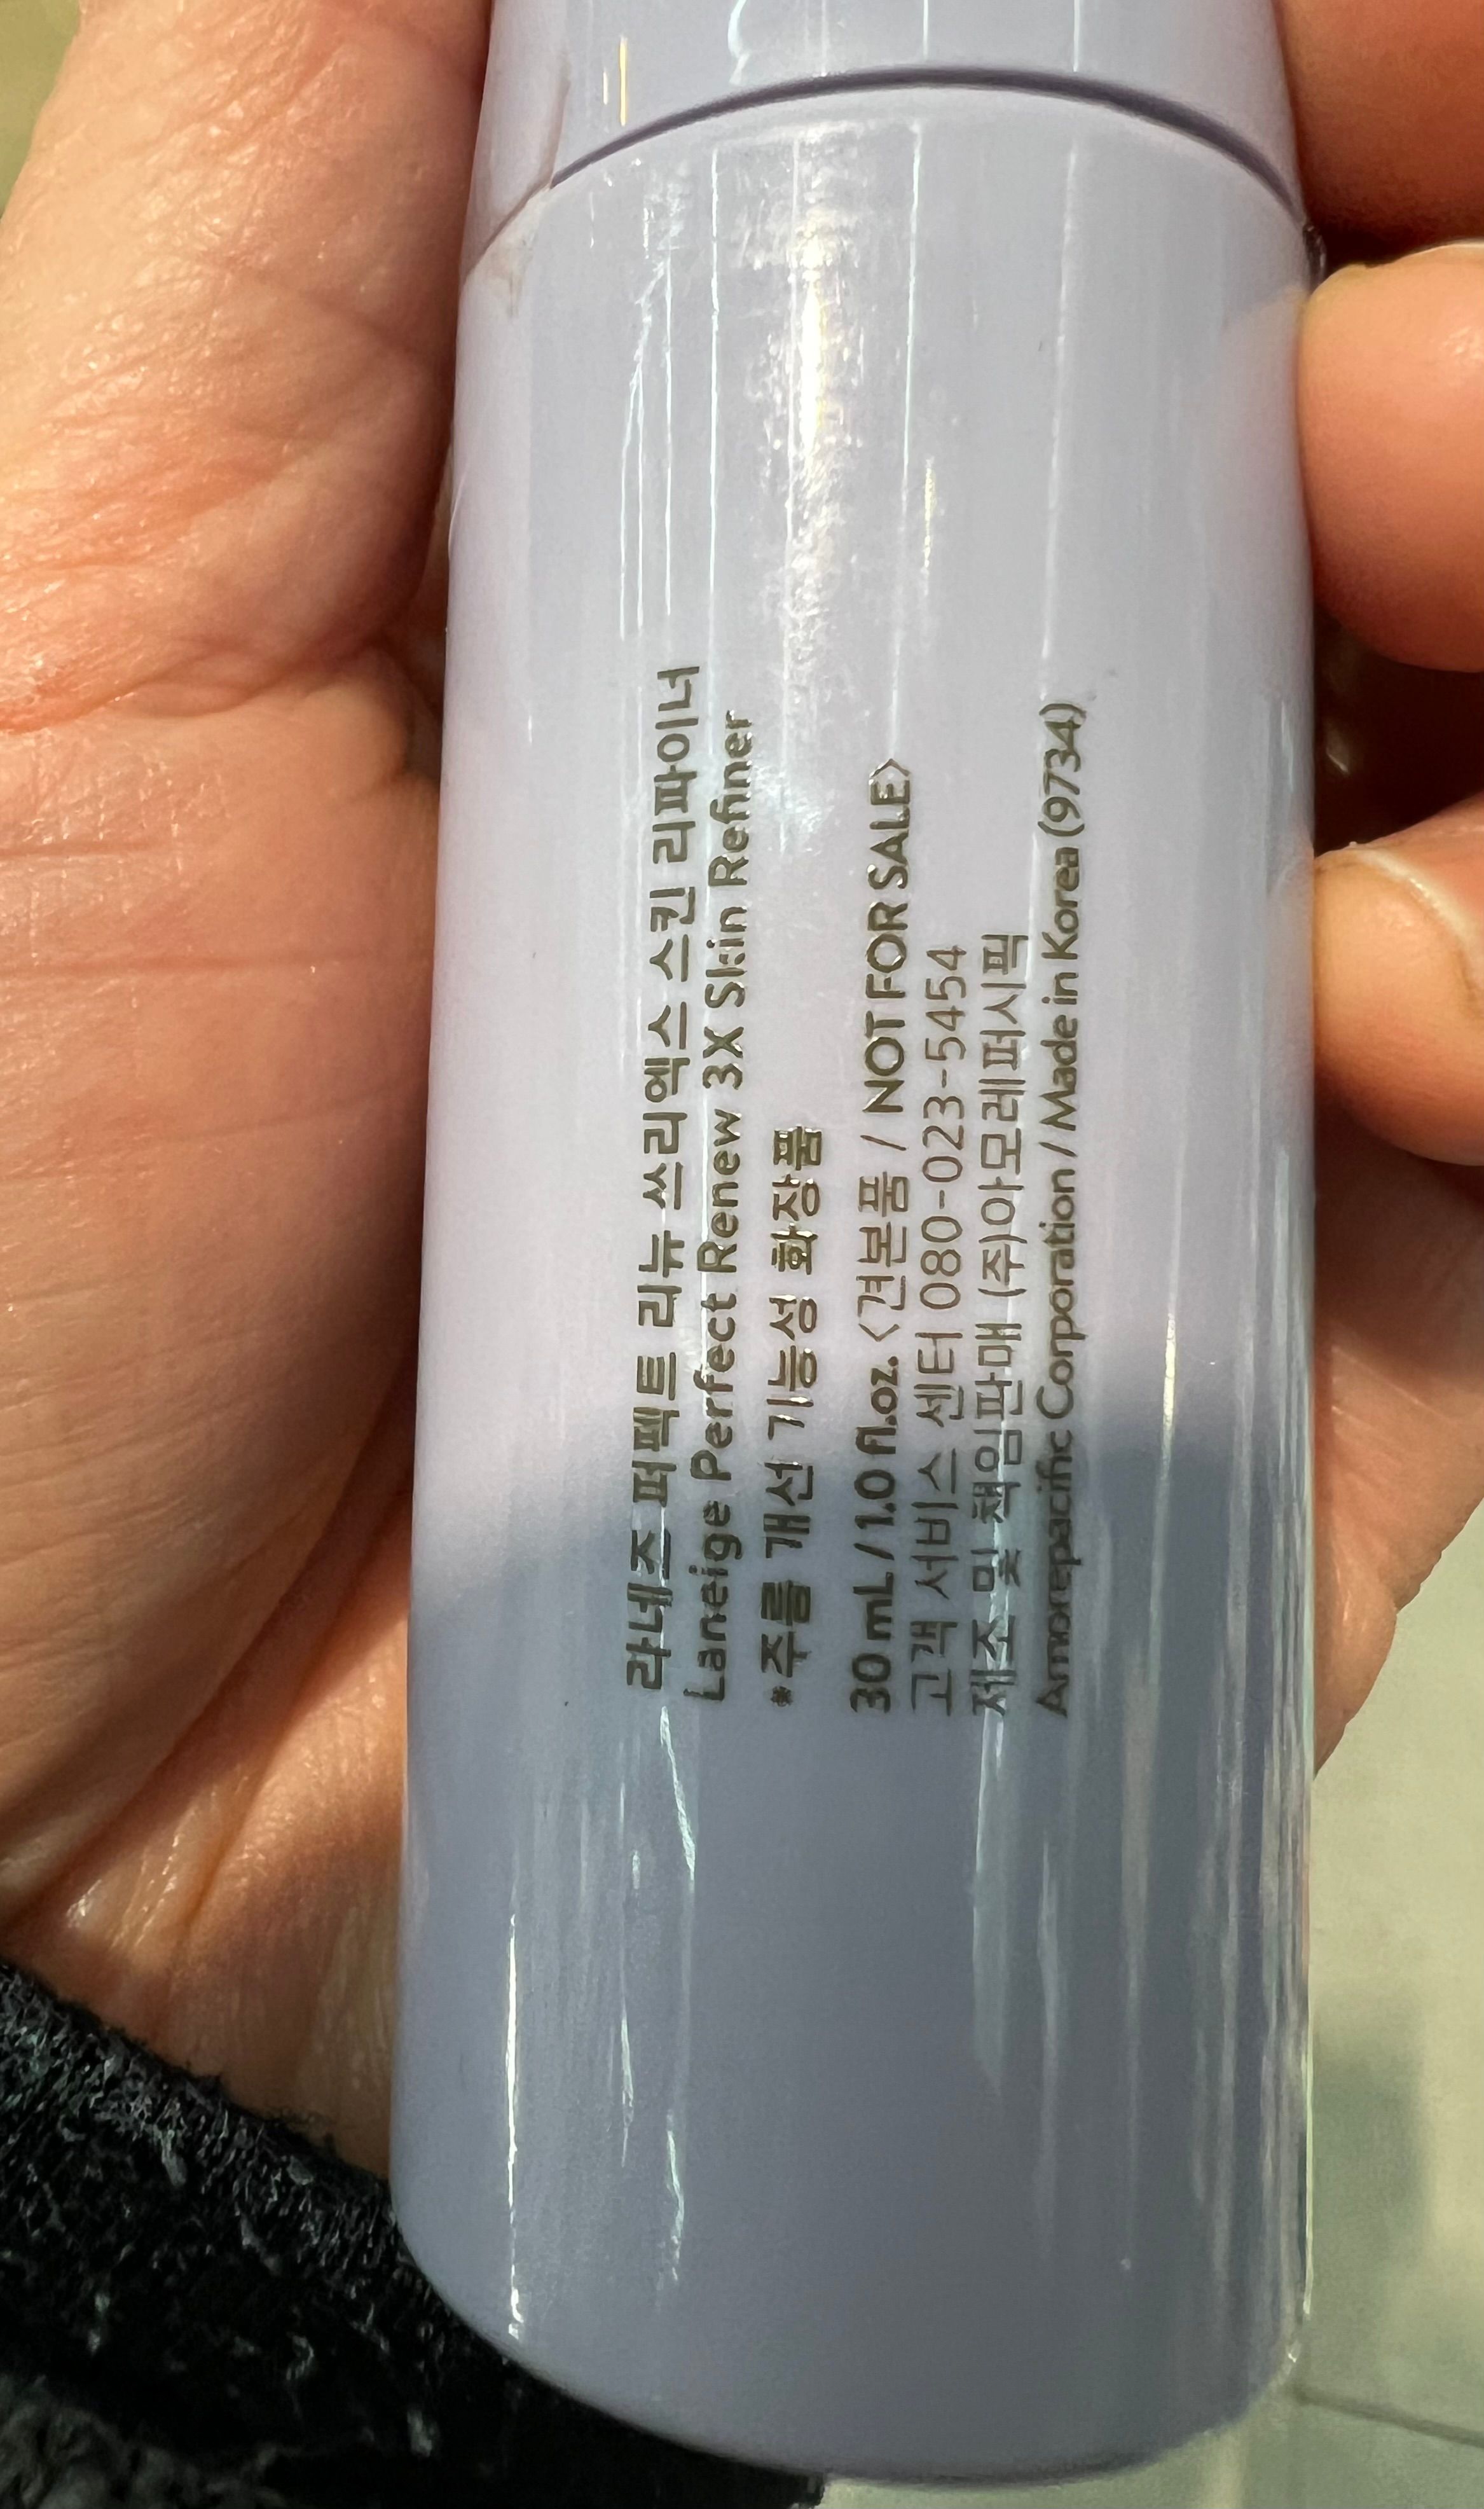 라네즈 퍼펙트 리뉴 쓰리엑스 스킨 리파이너
Laneige Perfect Renew 3X Skin Refiner
*주름 개선 기능성 화장품
30 mL / 1.0 fl.oz. <견본품 / NOT FOR SALE>
고객 서비스 센터 080-023-5454
제조 및 책임판매 (주)아모레퍼시픽
Amorepacific Corporation / Made in Korea (9734)